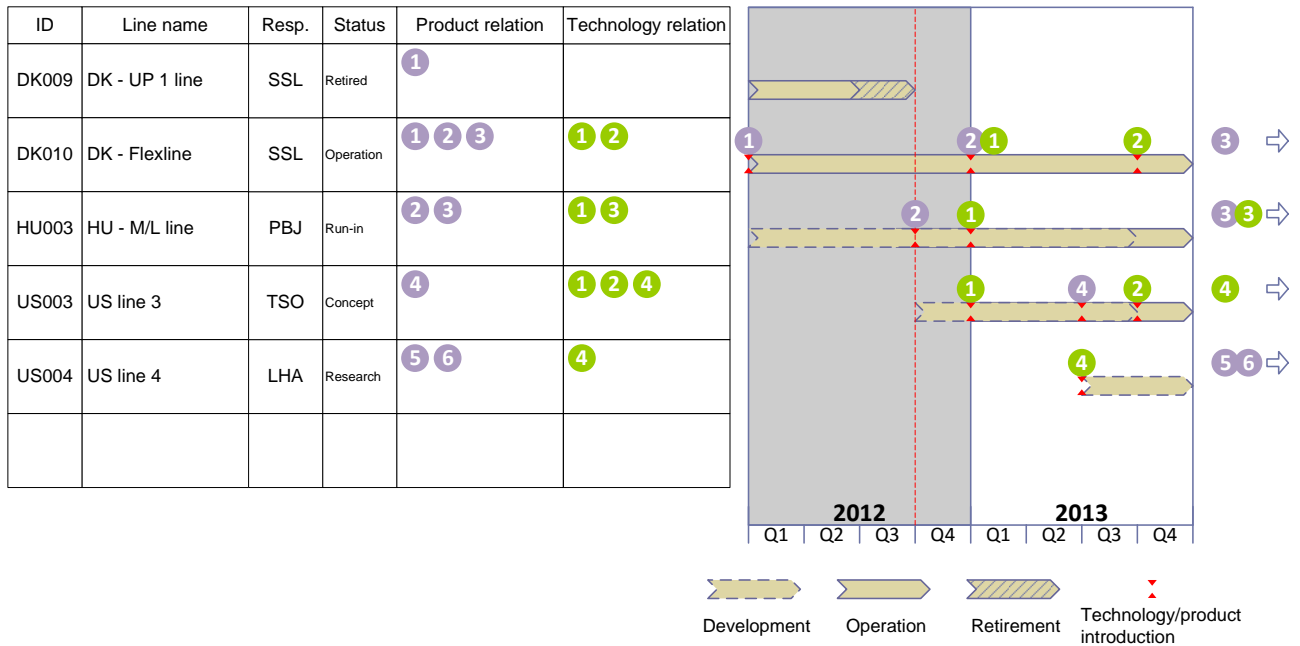 ID Line name Resp. Status Product relation Technology relation
DK009 DK - UP 1 line SSL Retired 1
DK010 DK - Flexline SSL Operation 1 2 3 1 2
1 2 1 2 3
HU003 HU - M/L line PBJ Run-in 2 3 1 3
2 1 3 3
US003 US line 3 TSO Concept 4 1 2 4
1 4 2 4
US004 US line 4 LHA Research 5 6 4
4 5 6
2012 2013
Q1 Q2 Q3 Q4 Q1 Q2 Q3 Q4
Development Operation Retirement Technology/product
introduction